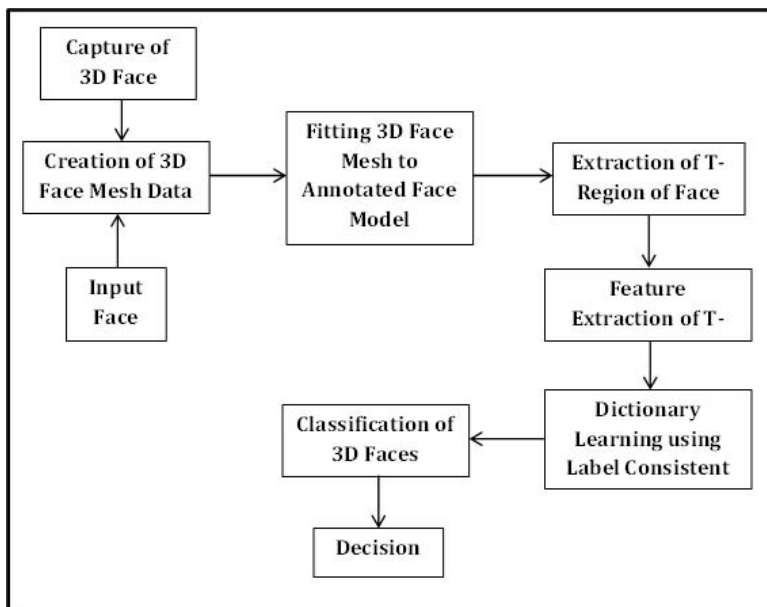 Capture of
3D Face
Creation of 3D
Face Mesh Data
Input
Face
Fitting 3D Face
Mesh to
Annotated Face
Model
Extraction of T-
Region of Face
Feature
Extraction of T-
Dictionary
Learning using
Label Consistent
Classification of
3D Faces
Decision